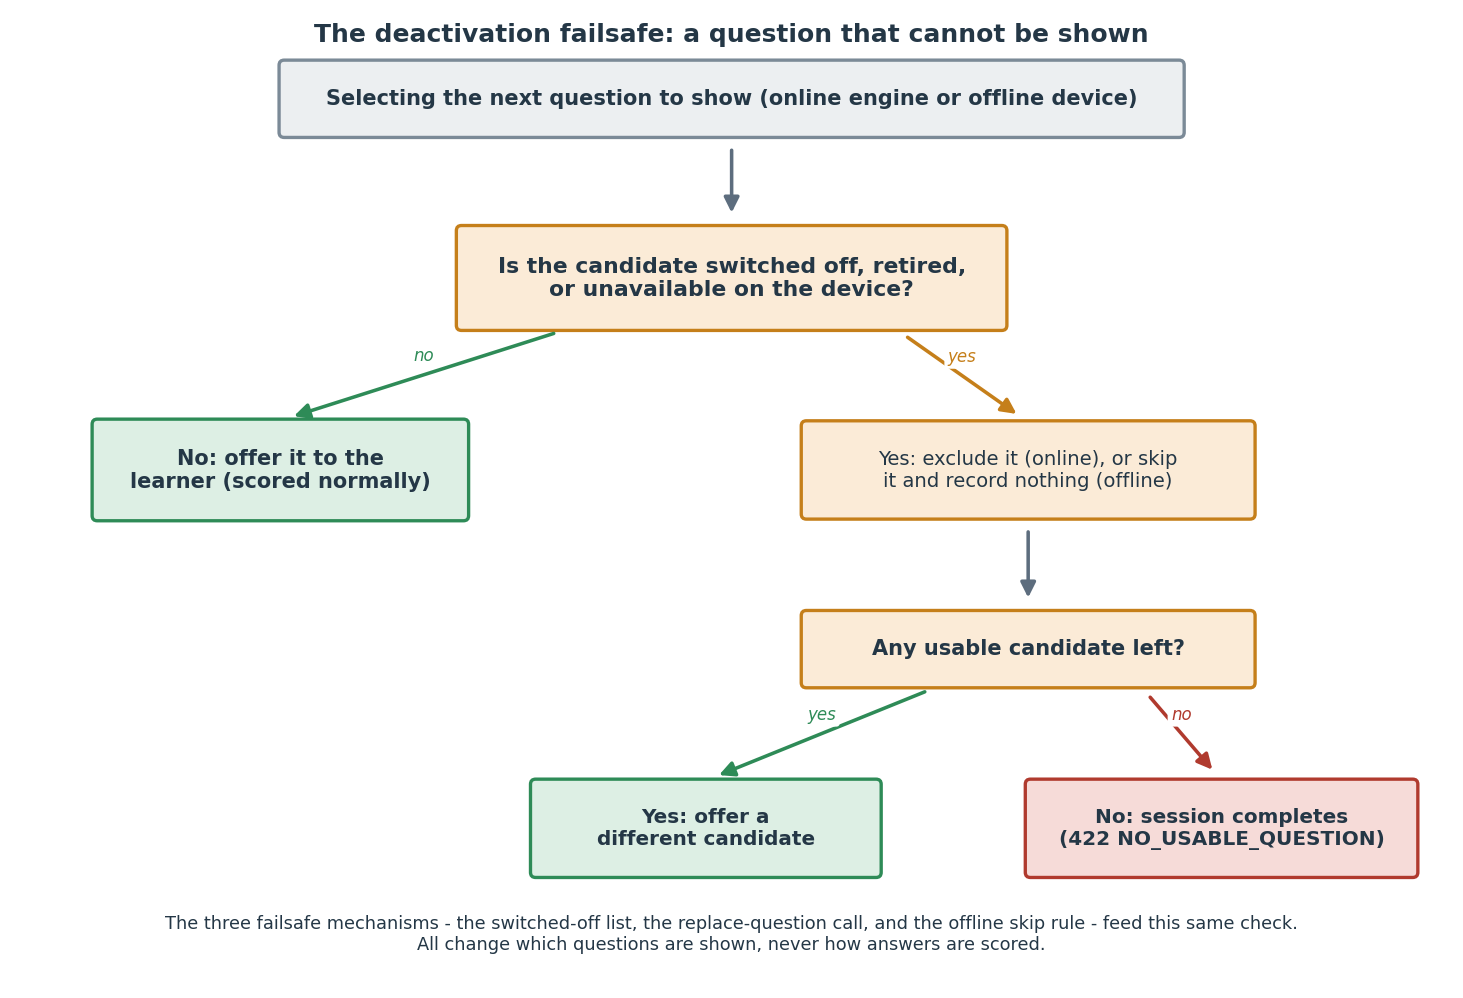 The deactivation failsafe: a question that cannot be shown
Selecting the next question to show (online engine or offline device)
Is the candidate switched off, retired,
or unavailable on the device?
no
yes
No: offer it to the
learner (scored normally)
Yes: exclude it (online), or skip
it and record nothing (offline)
Any usable candidate left?
yes
no
Yes: offer a
different candidate
No: session completes
(422 NO_USABLE_QUESTION)
The three failsafe mechanisms - the switched-off list, the replace-question call, and the offline skip rule - feed this same check.
All change which questions are shown, never how answers are scored.